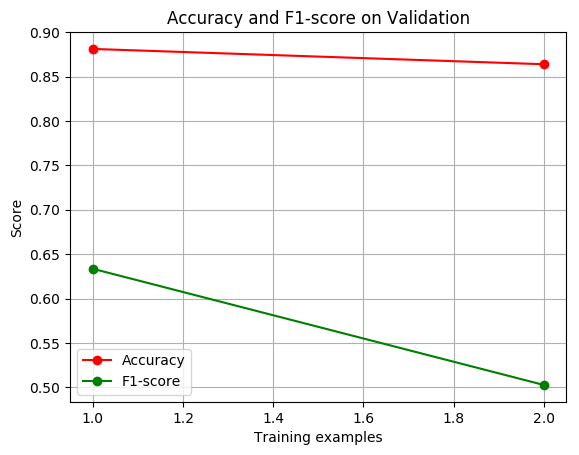 Accuracy and F1-score on Validation
0.90
0.85
0.80
0.75
0.70
0.65
0.60
0.55
0.50
Score
Accuracy
F1-score
1.0 1.2 1.4 1.6 1.8 2.0
Training examples